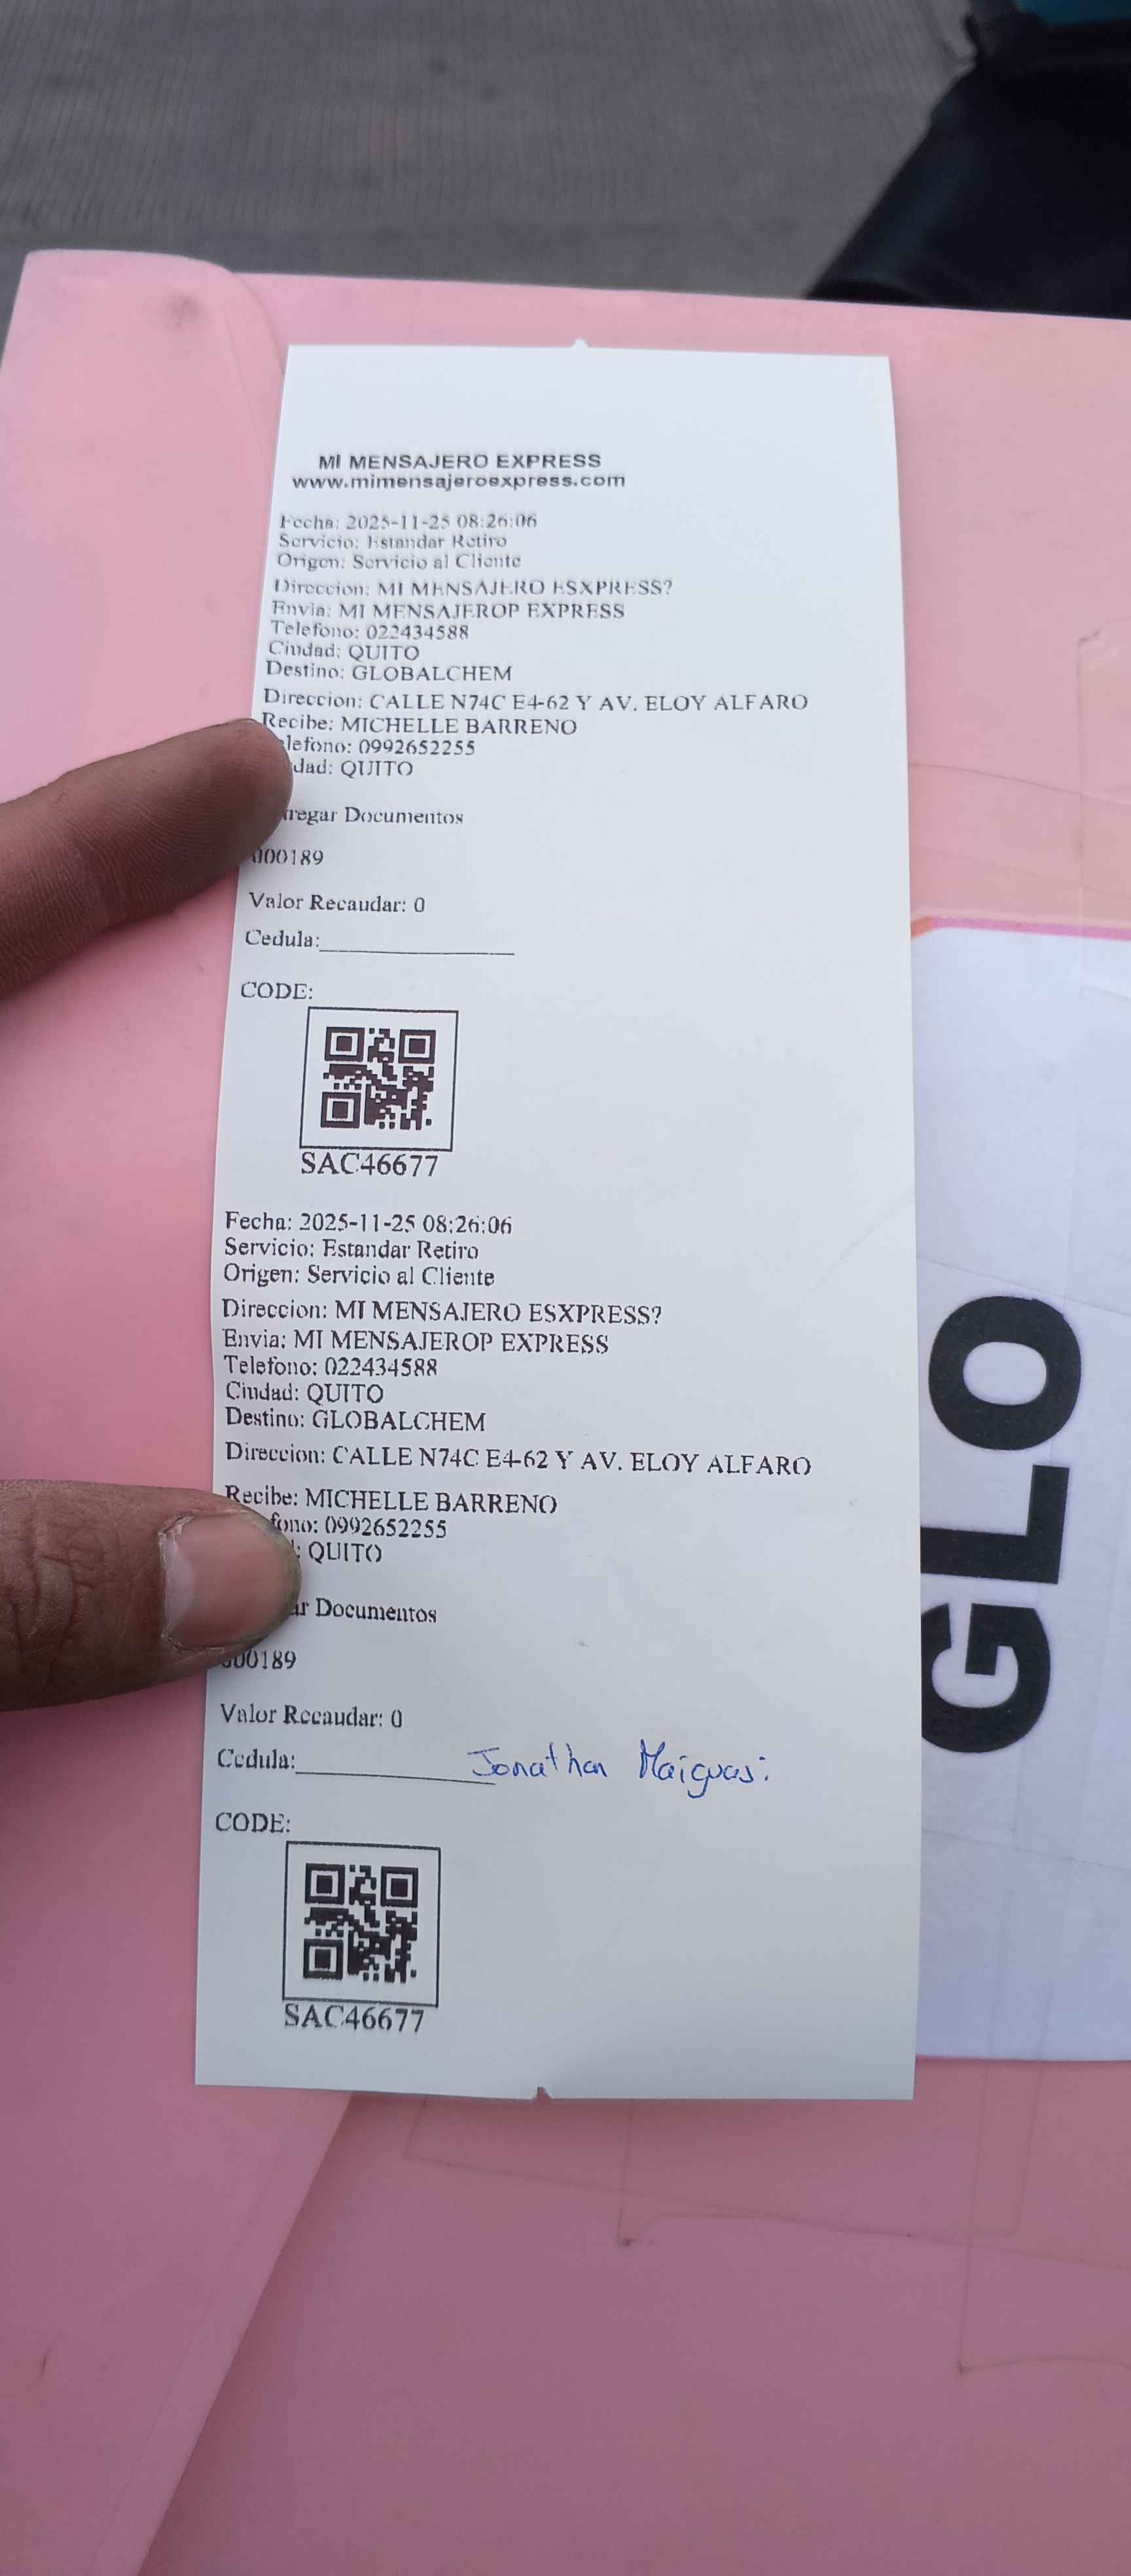 MI MENSAJERO EXPRESS
www.mimensajeroexpress.com
Fecha: 2025-11-25 08:26:06
Servicio: Estandar Retiro
Origen: Servicio al Cliente
Direccion: MI MENSAJERO ESXPRESS?
Envia: MI MENSAJEROP EXPRESS
Telefono: 022434588
Ciudad: QUITO
Destino: GLOBALCHEM
Direccion: CALLE N74C E4-62 Y AV. ELOY ALFARO
Recibe: MICHELLE BARRENO
lefono: 0992652255
dad: QUITO
regar Documentos
000189
Valor Recaudar: 0
Cedula:
CODE:
SAC46677
Fecha: 2025-11-25 08:26:06
Servicio: Estandar Retiro
Origen: Servicio al Cliente
Direccion: MI MENSAJERO ESXPRESS?
Envia: MI MENSAJEROP EXPRESS
Telefono: 022434588
Ciudad: QUITO
Destino: GLOBALCHEM
Direccion: CALLE N74C E4-62 Y AV. ELOY ALFARO
Recibe: MICHELLE BARRENO
fono: 0992652255
: QUITO
ar Documentos
000189
Valor Recaudar: 0
Cedula: Jonathan Maiguasi
CODE:
SAC46677
GLO